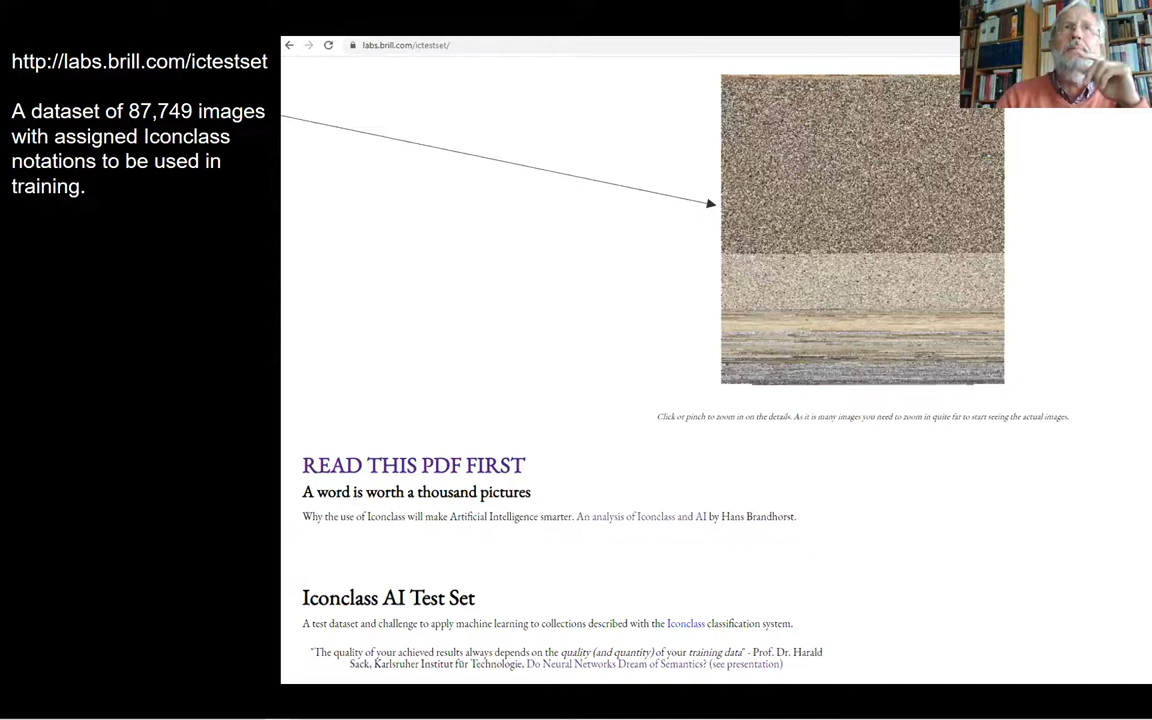 http://labs.brill.com/ictestset
A dataset of 87,749 images
with assigned Iconclass
notations to be used in
training.
labs.brill.com/ictestset/
Click or pinch to zoom in on the details. As it is many images you need to zoom in quite far to start seeing the actual images.
READ THIS PDF FIRST
A word is worth a thousand pictures
Why the use of Iconclass will make Artificial Intelligence smarter. An analysis of Iconclass and AI by Hans Brandhorst.
Iconclass AI Test Set
A test dataset and challenge to apply machine learning to collections described with the Iconclass classification system.
"The quality of your achieved results always depends on the quality (and quantity) of your training data" - Prof. Dr. Harald
Sack, Karlsruher Institut für Technologie, Do Neural Networks Dream of Semantics? (see presentation)